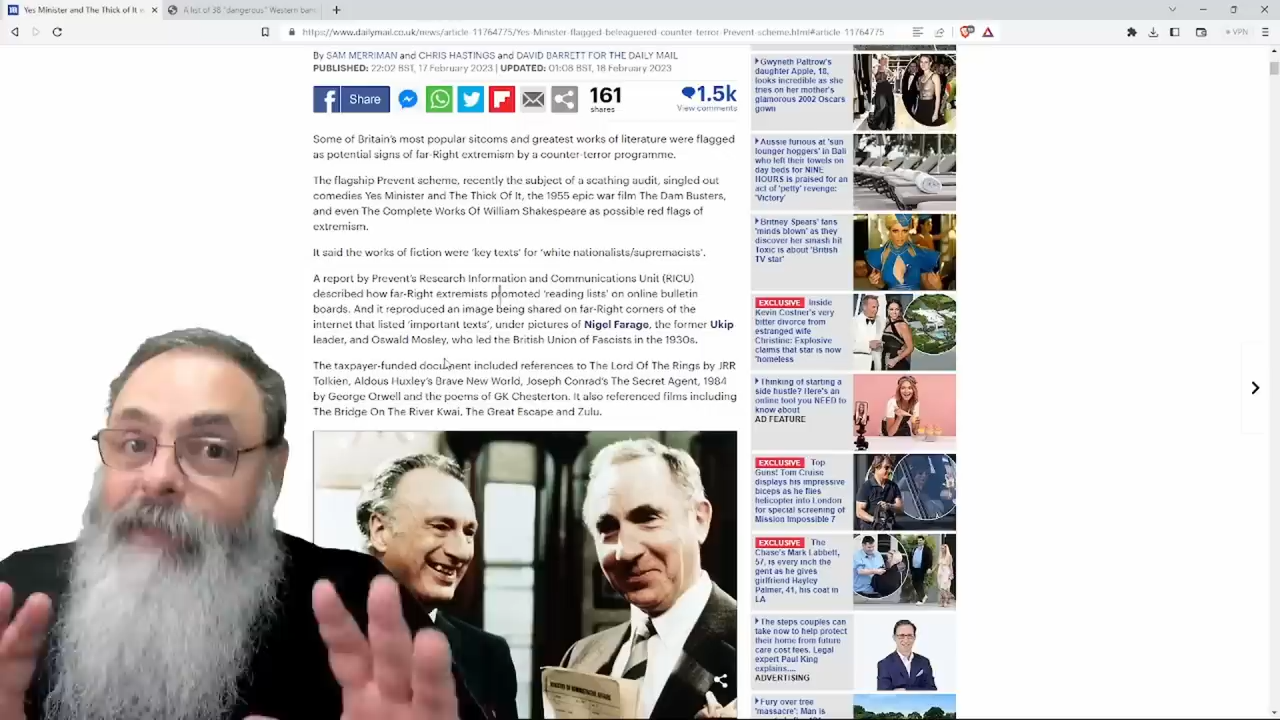 Yes Minister and The Thick of It is
A list of 38 "dangerous" Western ban
https://www.dailymail.co.uk/news/article-11764775/Yes-Minister-flagged-beleaguered-counter-terror-Prevent-scheme.html#article-11764775
VPN
By SAM MERRIMAN and CHRIS HASTINGS and DAVID BARRETT FOR THE DAILY MAIL
PUBLISHED: 22:02 BST, 17 February 2023 | UPDATED: 01:08 BST, 18 February 2023
Share
161
shares
1.5k
View comments
Some of Britain's most popular sitcoms and greatest works of literature were flagged
as potential signs of far-Right extremism by a counter-terror programme.
The flagship Prevent scheme, recently the subject of a scathing audit, singled out
comedies Yes Minister and The Thick Of It, the 1955 epic war film The Dam Busters,
and even The Complete Works Of William Shakespeare as possible red flags of
extremism.
It said the works of fiction were 'key texts' for 'white nationalists/supremacists'.
A report by Prevent's Research Information and Communications Unit (RICU)
described how far-Right extremists promoted 'reading lists' on online bulletin
boards. And it reproduced an image shared on far-Right corners of the
internet that listed 'important texts', under pictures of Nigel Farage, the former Ukip
leader, and Oswald Mosley, who led the British Union of Fascists in the 1930s.
The taxpayer-funded document included references to The Lord Of The Rings by JRR
Tolkien, Aldous Huxley's Brave New World, Joseph Conrad's The Secret Agent, 1984
by George Orwell and the poems of GK Chesterton. It also referenced films including
The Bridge On The River Kwai, The Great Escape and Zulu.
MINISTRY OF ADMINISTRATIVE AFFAIRS
Gwyneth Paltrow's
daughter Apple, 18,
looks incredible as she
tries on her mother's
glamorous 2002 Oscars
gown
Aussie furious at 'sun
lounger hoggers' in Bali
who left their towels on
day beds for NINE
HOURS is praised for an
act of 'petty' revenge:
'Victory'
Britney Spears' fans
'minds blown' as they
discover her smash hit
Toxic is about 'British
TV star'
EXCLUSIVE Inside
Kevin Costner's very
bitter divorce from
estranged wife
Christine: Explosive
claims that star is now
'homeless
Thinking of starting a
side hustle? Here's an
online tool you NEED to
know about
AD FEATURE
EXCLUSIVE Top
Guns! Tom Cruise
displays his impressive
biceps as he flies
helicopter into London
for special screening of
Mission Impossible 7
EXCLUSIVE The
Chase's Mark Labbett,
57, is every inch the
gent as he gives
girlfriend Hayley
Palmer, 41, his coat in
LA
The steps couples can
take now to help protect
their home from future
care cost fees. Legal
expert Paul King
explains....
ADVERTISING
Fury over tree
'massacre': Man is